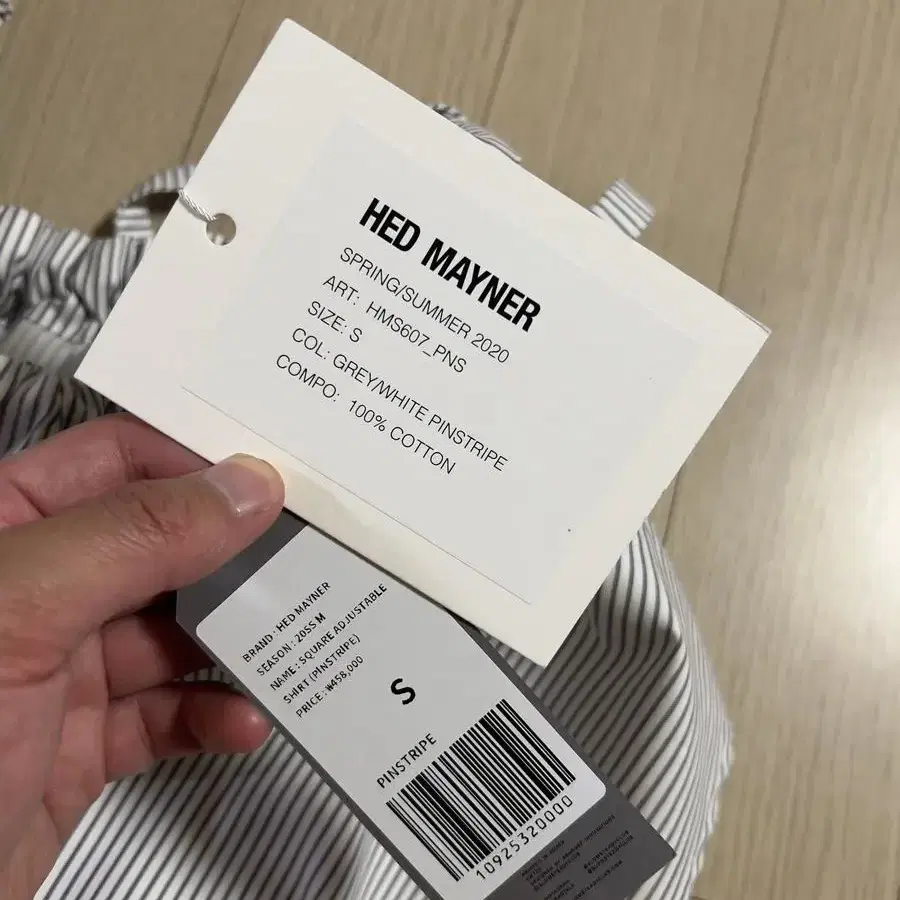 HED MAYNER
SPRING/SUMMER 2020
ART: HMS607_PNS
SIZE: S
COL: GREY/WHITE PINSTRIPE
COMPO: 100% COTTON
BRAND : HED MAYNER
SEASON : 20SS M
NAME : SQUARE ADJUSTABLE
SHIRT (PINSTRIPE)
PRICE : ₩458,000
S
PINSTRIPE
10925320000